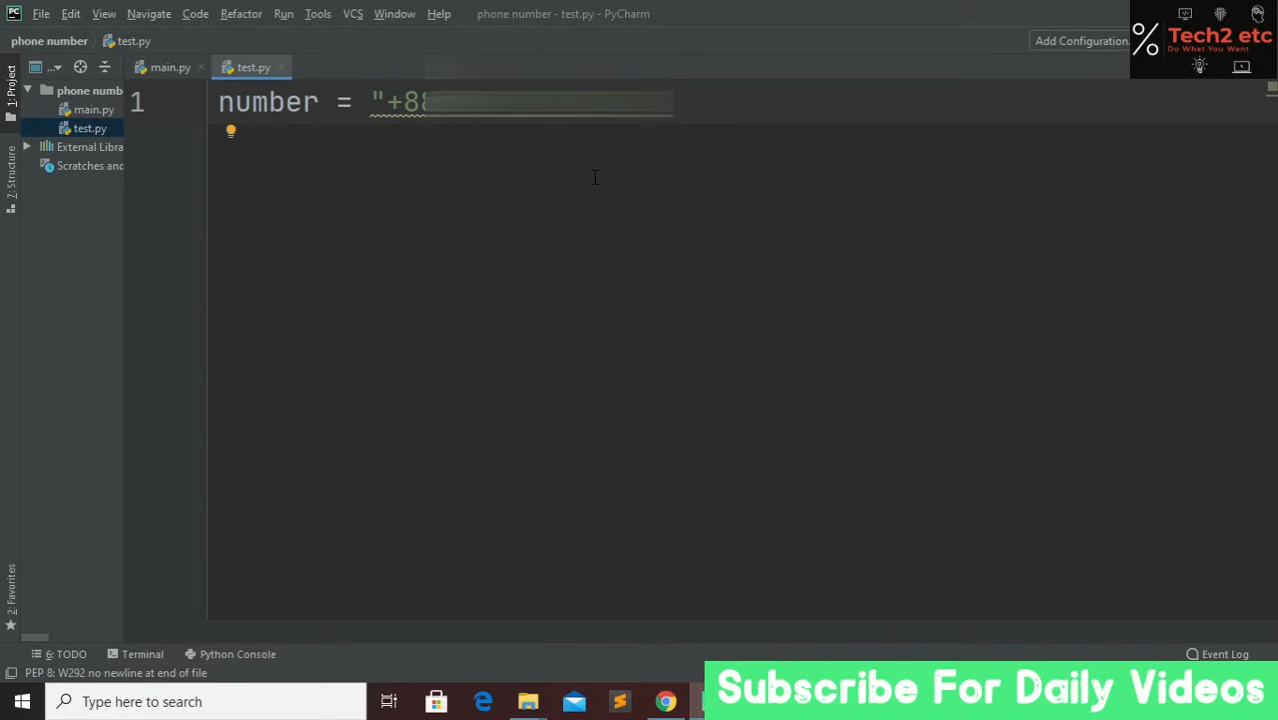 File Edit View Navigate Code Refactor Run Tools VCS Window Help phone number - test.py - PyCharm
phone number test.py Add Configuration.
Tech2 etc
Do What You Want
1: Project
...
main.py test.py
phone numb
main.py
test.py
External Libra
Scratches and
1 number = "+88
7: Structure
2: Favorites
6: TODO Terminal Python Console Event Log
PEP 8: W292 no newline at end of file
Type here to search
Subscribe For Daily Videos